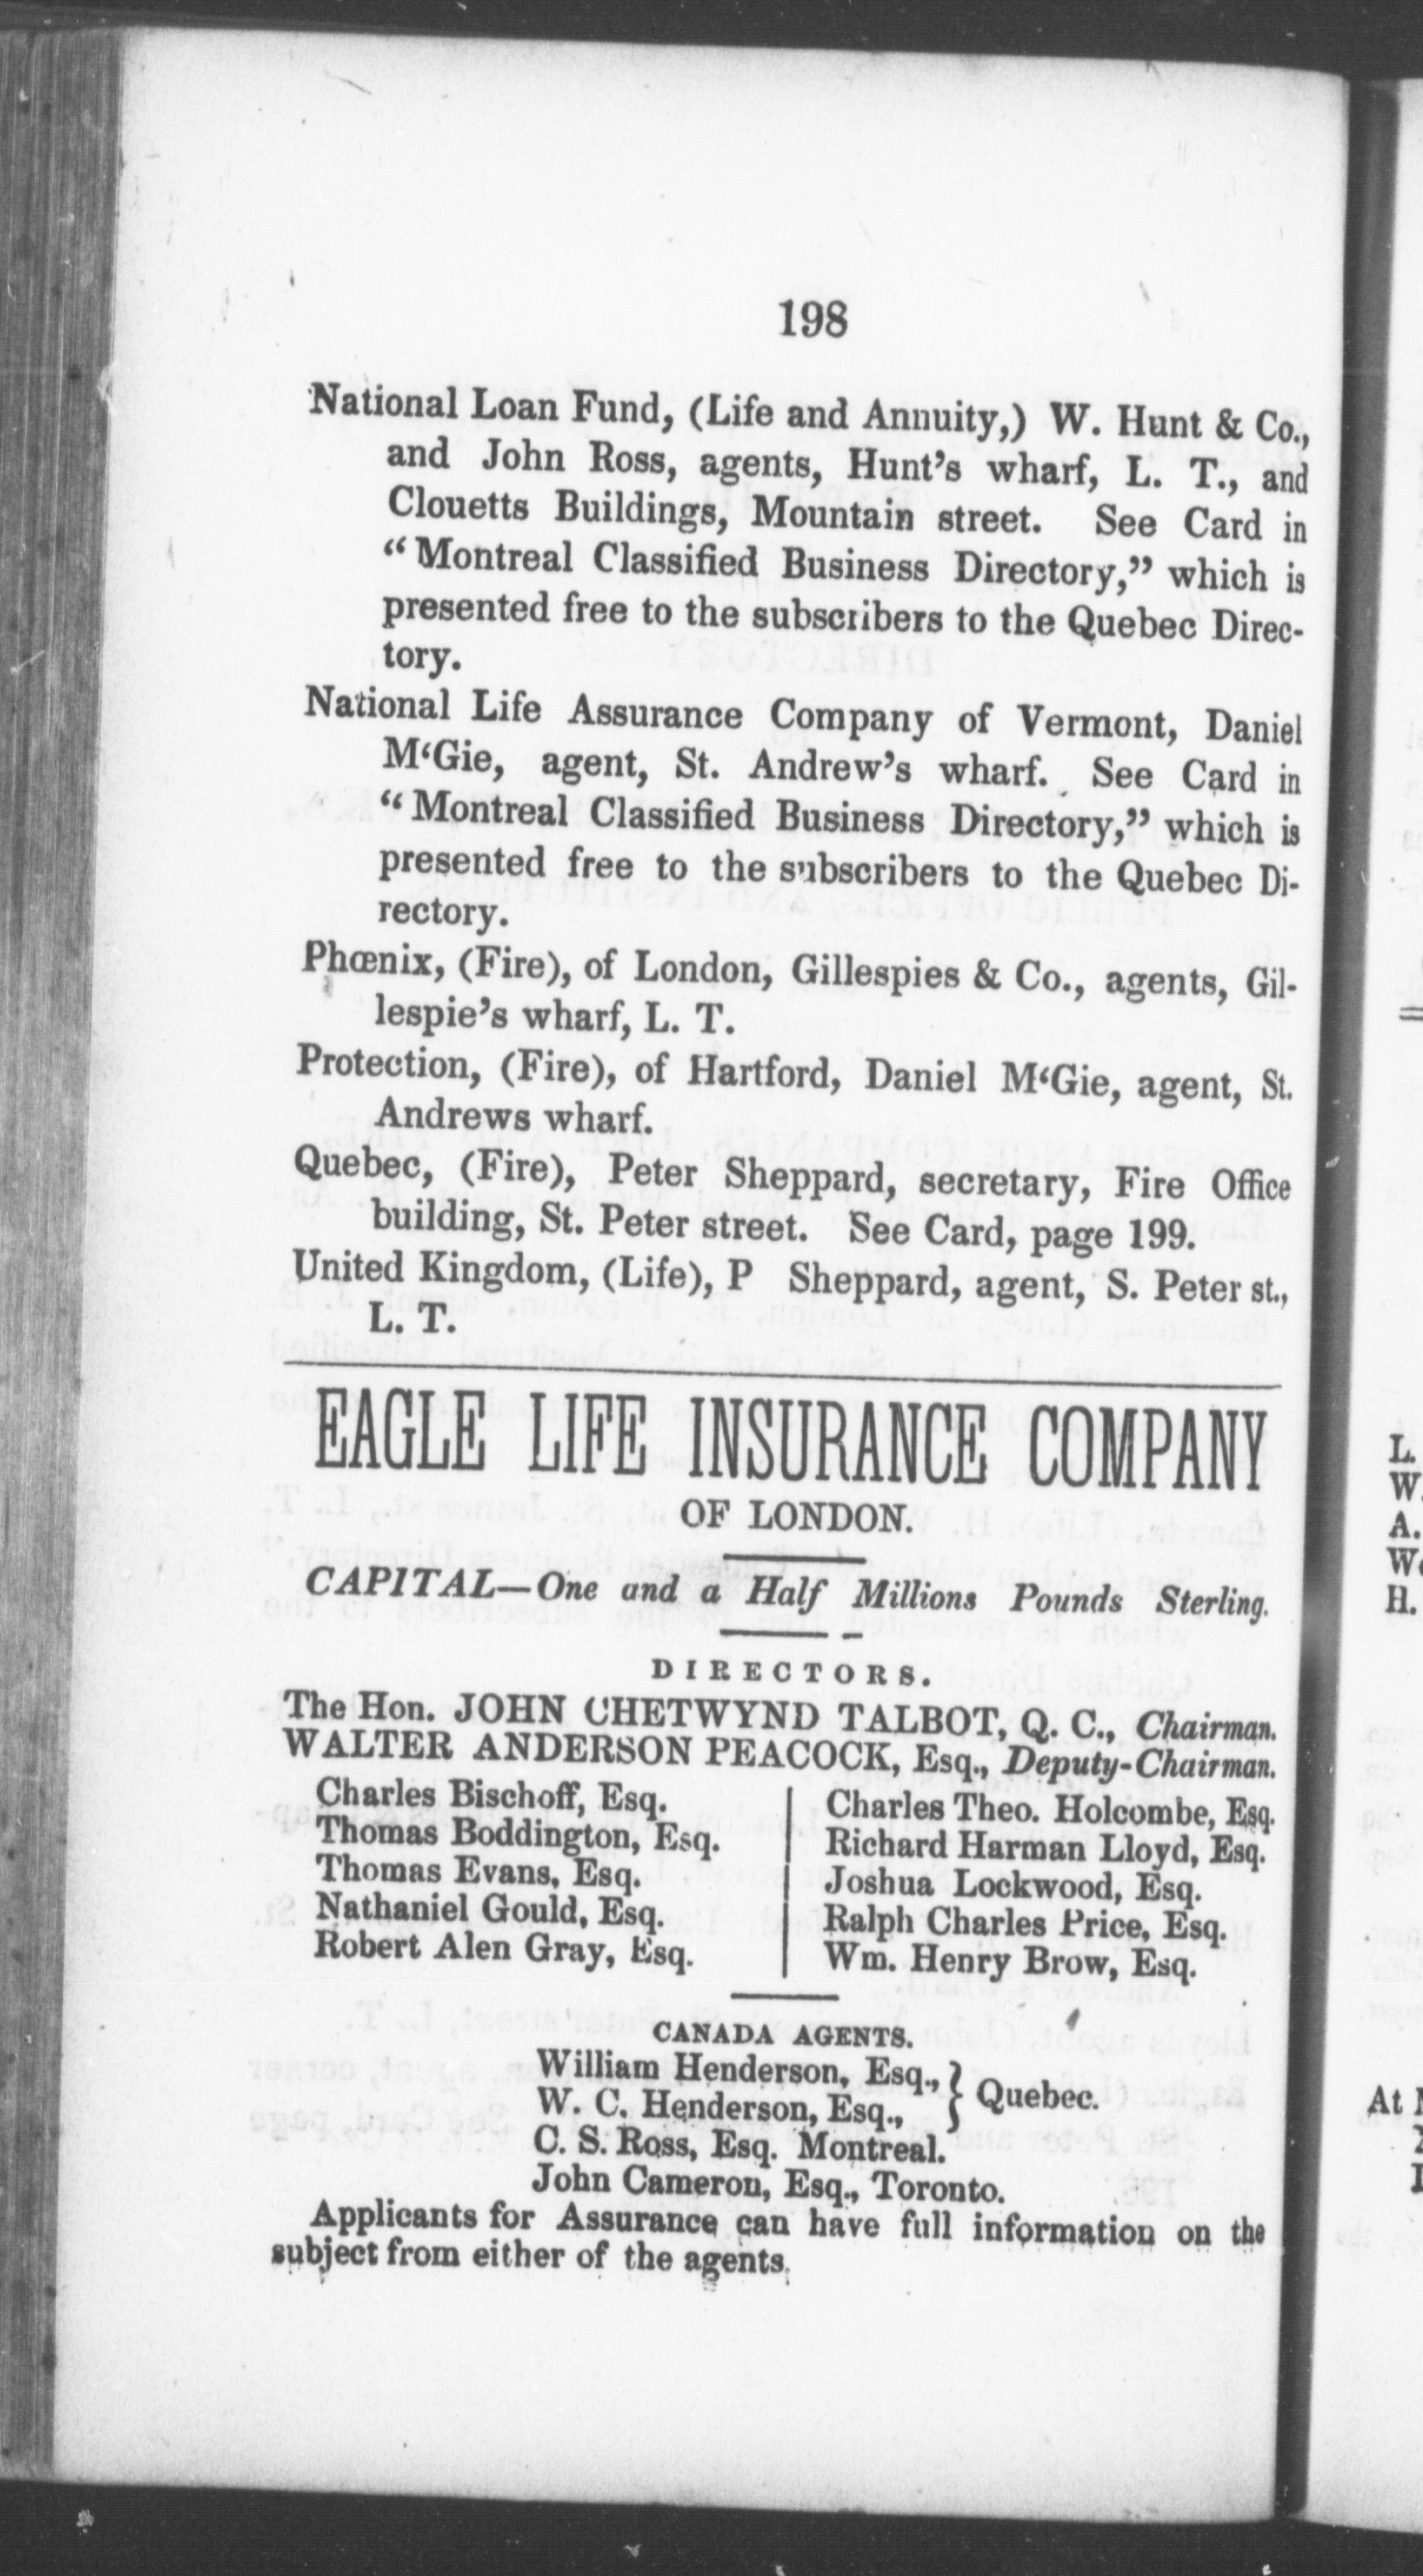 198
National Loan Fund, (Life and Annuity,) W. Hunt & Co.,
and John Ross, agents, Hunt's wharf, L. T., and
Clouetts Buildings, Mountain street. See Card in
“Montreal Classified Business Directory,” which is
presented free to the subscribers to the Quebec Direc-
tory.
National Life Assurance Company of Vermont, Daniel
M‘Gie, agent, St. Andrew's wharf. See Card in
“Montreal Classified Business Directory,” which is
presented free to the subscribers to the Quebec Di-
rectory.
Phœnix, (Fire), of London, Gillespies & Co., agents, Gil-
lespie's wharf, L. T.
Protection, (Fire), of Hartford, Daniel M‘Gie, agent, St.
Andrews wharf.
Quebec, (Fire), Peter Sheppard, secretary, Fire Office
building, St. Peter street. See Card, page 199.
United Kingdom, (Life), P Sheppard, agent, S. Peter st.,
L. T.
EAGLE LIFE INSURANCE COMPANY
OF LONDON.
CAPITAL—One and a Half Millions Pounds Sterling.
DIRECTORS.
The Hon. JOHN CHETWYND TALBOT, Q. C., Chairman.
WALTER ANDERSON PEACOCK, Esq., Deputy-Chairman.
Charles Bischoff, Esq.
Thomas Boddington, Esq.
Thomas Evans, Esq.
Nathaniel Gould, Esq.
Robert Alen Gray, Esq.
Charles Theo. Holcombe, Esq.
Richard Harman Lloyd, Esq.
Joshua Lockwood, Esq.
Ralph Charles Price, Esq.
Wm. Henry Brow, Esq.
CANADA AGENTS.
William Henderson, Esq., } Quebec.
W. C. Henderson, Esq.,
C. S. Ross, Esq. Montreal.
John Cameron, Esq., Toronto.
Applicants for Assurance can have full information on the
subject from either of the agents.
L.
W.
A.
H.
At